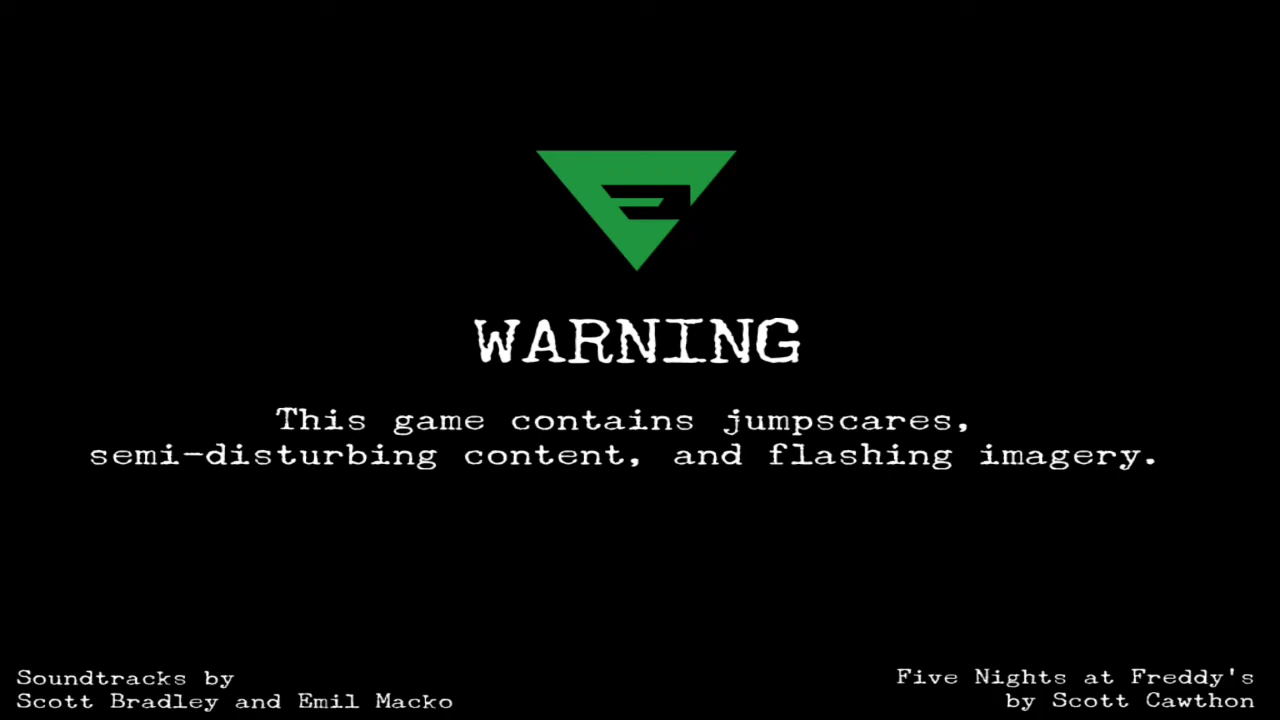 WARNING
This game contains jumpscares,
semi-disturbing content, and flashing imagery.
Soundtracks by
Scott Bradley and Emil Macko
Five Nights at Freddy's
by Scott Cawthon